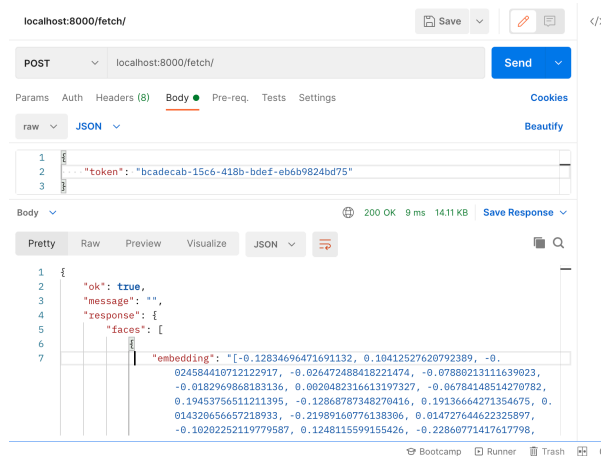 localhost:8000/fetch/
Save
POST
localhost:8000/fetch/
Send
Params Auth Headers (8) Body Pre-req. Tests Settings
Cookies
raw JSON
Beautify
1 {
2 "token": "bcadecab-15c6-418b-bdef-eb6b9824bd75"
3 }
Body
200 OK 9 ms 14.11 KB Save Response
Pretty Raw Preview Visualize JSON
1 {
2 "ok": true,
3 "message": "",
4 "response": {
5 "faces": [
6 {
7 "embedding": "[-0.12834696471691132, 0.10412527620792389, -0.
024584410712122917, -0.026472488418221474, -0.07880213111639023,
-0.0182969868183136, 0.0020482316613197327, -0.06784148514270782,
0.19453756511211395, -0.12868787348270416, 0.19136664271354675, 0.
014320656657218933, -0.21989160776138306, 0.014727644622325897,
-0.10202252119779587, 0.1248115599155426, -0.22860771417617798,
Bootcamp Runner Trash